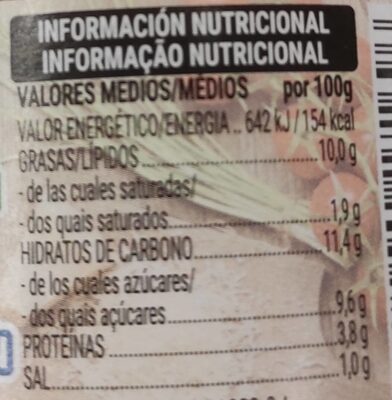 INFORMACIÓN NUTRICIONAL
INFORMAÇÃO NUTRICIONAL
VALORES MEDIOS/MÉDIOS por 100g
VALOR ENERGÉTICO/ENERGIA .. 642 kJ / 154 kcal
GRASAS/LÍPIDOS.................10,0 g
- de las cuales saturadas/
- dos quais saturados.................1,9 g
HIDRATOS DE CARBONO.................11,4 g
- de los cuales azúcares/
- dos quais açúcares.................9,6 g
PROTEÍNAS.................3,8 g
SAL.................1,0 g